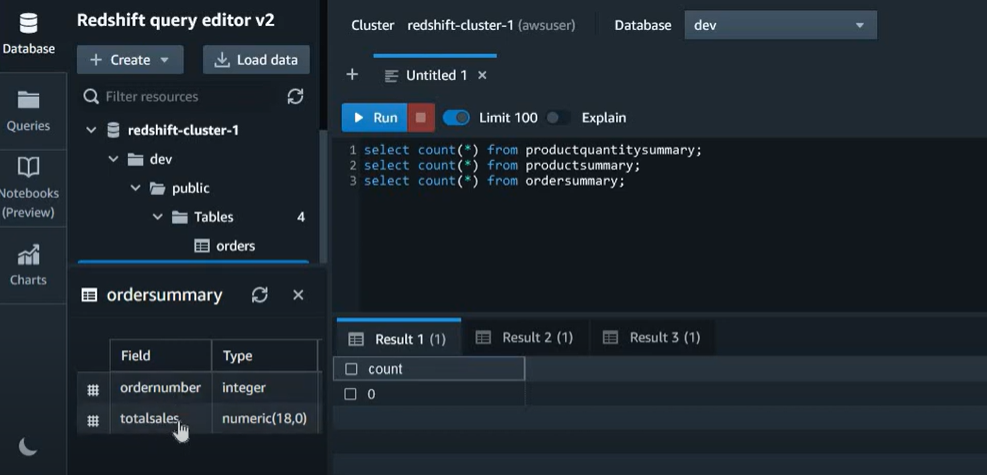 Database
Queries
Notebooks
(Preview)
Charts
Redshift query editor v2
+ Create
Load data
Filter resources
redshift-cluster-1
dev
public
Tables 4
orders
ordersummary
Field Type
ordernumber integer
totalsales numeric(18,0)
Cluster redshift-cluster-1 (awsuser) Database dev
+ Untitled 1 ×
Run Limit 100 Explain
1 select count(*) from productquantitysummary;
2 select count(*) from productsummary;
3 select count(*) from ordersummary;
Result 1 (1) Result 2 (1) Result 3 (1)
count
0